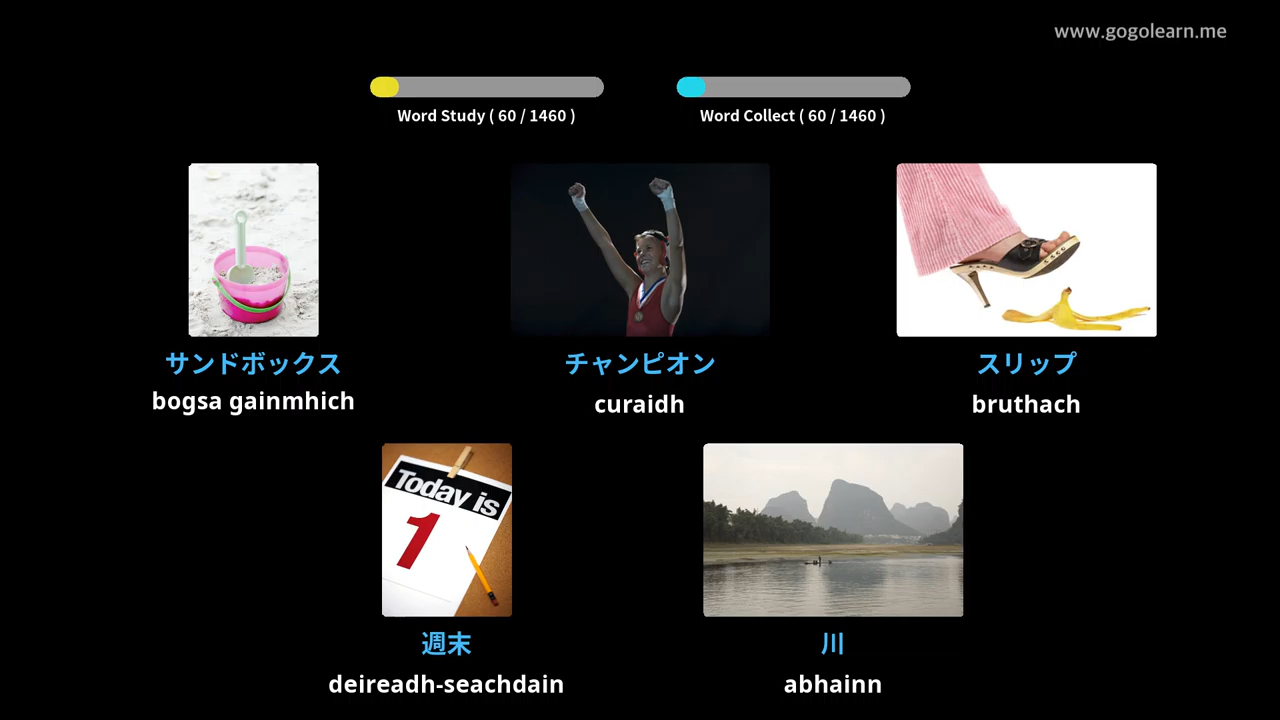 www.gogolearn.me
Word Study ( 60 / 1460 )
Word Collect ( 60 / 1460 )
サンドボックス
bogsa gainmhich
チャンピオン
curaidh
スリップ
bruthach
Today is
1
週末
deireadh-seachdain
川
abhainn